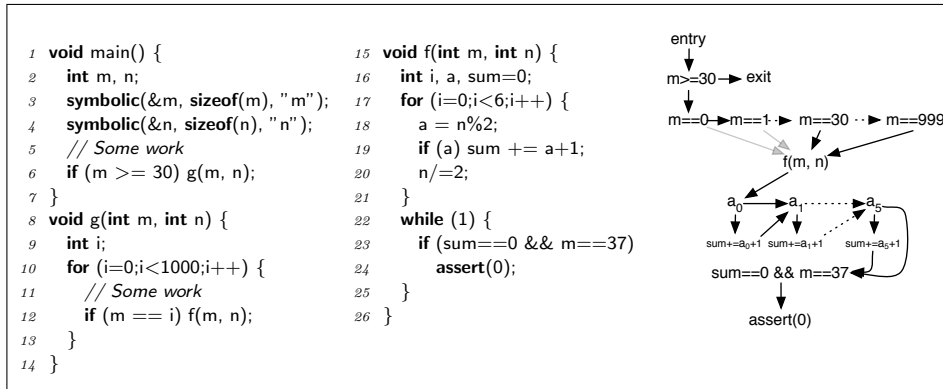 1 void main() {
2 int m, n;
3 symbolic(&m, sizeof(m), "m");
4 symbolic(&n, sizeof(n), "n");
5 // Some work
6 if (m >= 30) g(m, n);
7 }
8 void g(int m, int n) {
9 int i;
10 for (i=0;i<1000;i++) {
11 // Some work
12 if (m == i) f(m, n);
13 }
14 }
15 void f(int m, int n) {
16 int i, a, sum=0;
17 for (i=0;i<6;i++) {
18 a = n%2;
19 if (a) sum += a+1;
20 n/=2;
21 }
22 while (1) {
23 if (sum==0 && m==37)
24 assert(0);
25 }
26 }
entry
m>=30 exit
m==0 m==1 m==30 m==999
f(m, n)
a0 a1 a5
sum+=a0+1 sum+=a1+1 sum+=a5+1
sum==0 && m==37
assert(0)